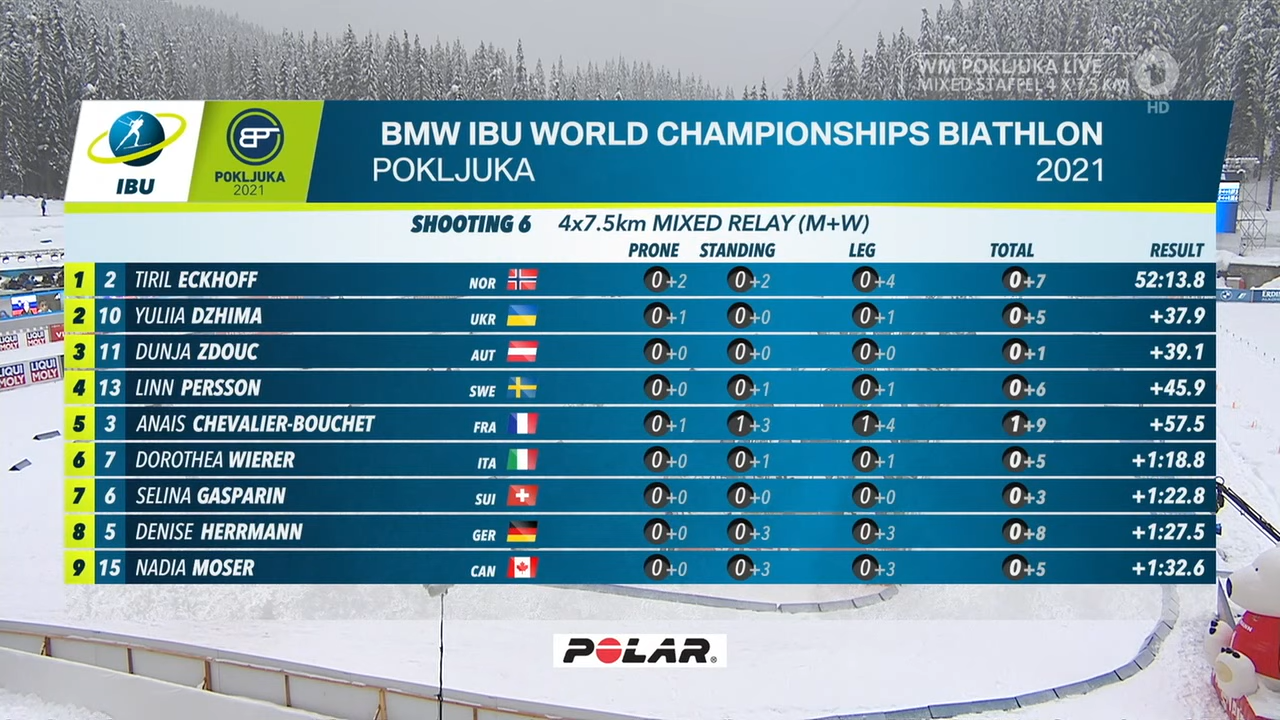 WM POKLJUKA LIVE
MIXED STAFFEL 4 X 7,5 KM
HD
IBU
POKLJUKA
2021
BMW IBU WORLD CHAMPIONSHIPS BIATHLON
POKLJUKA 2021
SHOOTING 6 4x7.5km MIXED RELAY (M+W)
PRONE STANDING LEG TOTAL RESULT
1 2 TIRIL ECKHOFF NOR 0+2 0+2 0+4 0+7 52:13.8
2 10 YULIIA DZHIMA UKR 0+1 0+0 0+1 0+5 +37.9
3 11 DUNJA ZDOUC AUT 0+0 0+0 0+0 0+1 +39.1
4 13 LINN PERSSON SWE 0+0 0+1 0+1 0+6 +45.9
5 3 ANAIS CHEVALIER-BOUCHET FRA 0+1 1+3 1+4 1+9 +57.5
6 7 DOROTHEA WIERER ITA 0+0 0+1 0+1 0+5 +1:18.8
7 6 SELINA GASPARIN SUI 0+0 0+0 0+0 0+3 +1:22.8
8 5 DENISE HERRMANN GER 0+0 0+3 0+3 0+8 +1:27.5
9 15 NADIA MOSER CAN 0+0 0+3 0+3 0+5 +1:32.6
LIQUI MOLY
LIQUI MOLY
POLAR